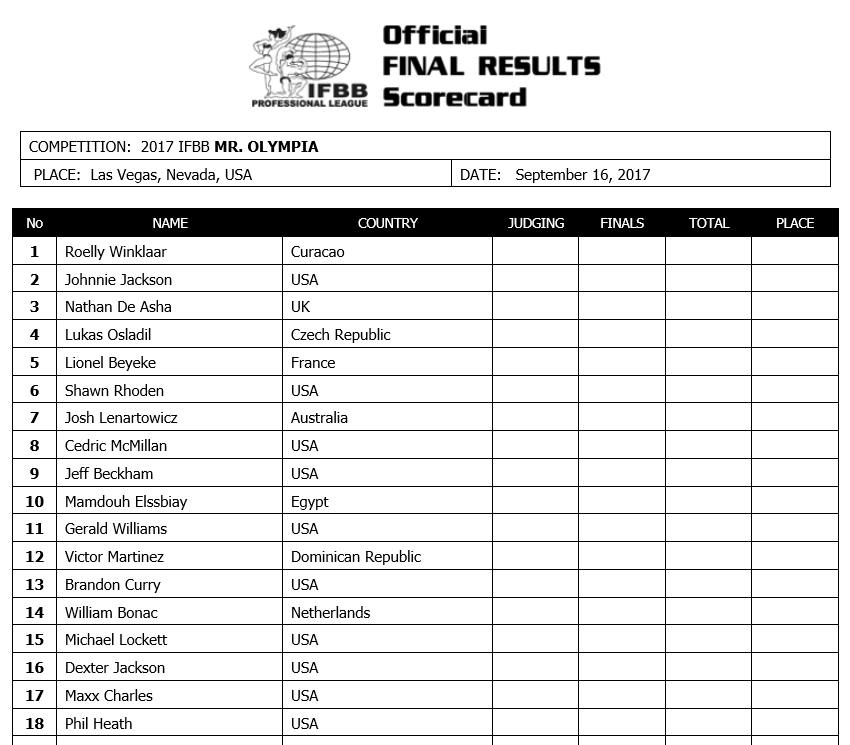 Official
FINAL RESULTS
Scorecard
IFBB
PROFESSIONAL LEAGUE
COMPETITION: 2017 IFBB MR. OLYMPIA
PLACE: Las Vegas, Nevada, USA DATE: September 16, 2017
No NAME COUNTRY JUDGING FINALS TOTAL PLACE
1 Roelly Winklaar Curacao
2 Johnnie Jackson USA
3 Nathan De Asha UK
4 Lukas Osladil Czech Republic
5 Lionel Beyeke France
6 Shawn Rhoden USA
7 Josh Lenartowicz Australia
8 Cedric McMillan USA
9 Jeff Beckham USA
10 Mamdouh Elssbiay Egypt
11 Gerald Williams USA
12 Victor Martinez Dominican Republic
13 Brandon Curry USA
14 William Bonac Netherlands
15 Michael Lockett USA
16 Dexter Jackson USA
17 Maxx Charles USA
18 Phil Heath USA